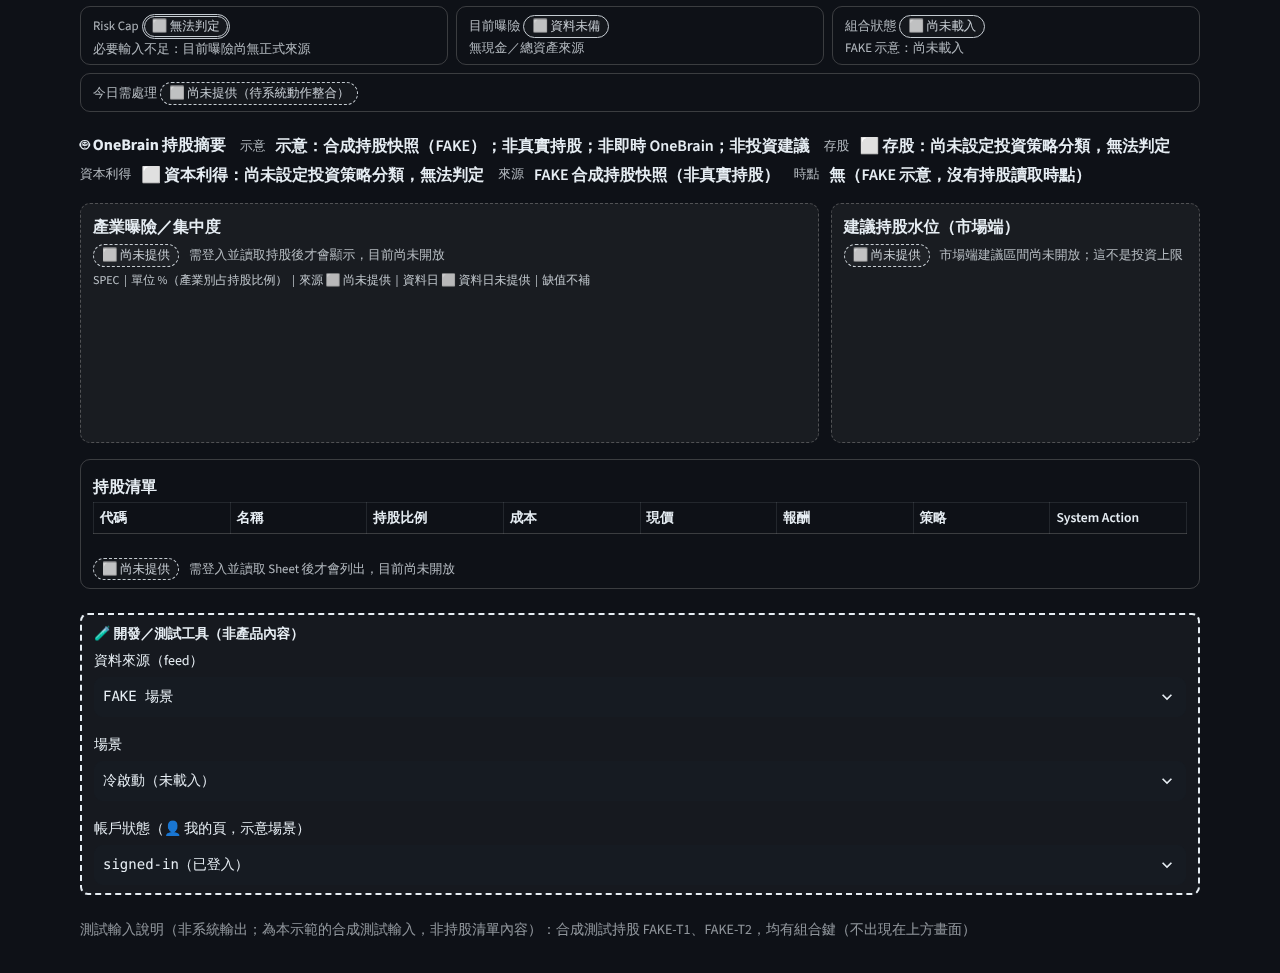 Risk Cap ⬜ 無法判定
必要輸入不足：目前曝險尚無正式來源
目前曝險 ⬜ 資料未備
無現金／總資產來源
組合狀態 ⬜ 尚未載入
FAKE 示意：尚未載入
今日需處理 ⬜ 尚未提供（待系統動作整合）
OneBrain 持股摘要 示意 示意：合成持股快照（FAKE）；非真實持股；非即時 OneBrain；非投資建議 存股 ⬜ 存股：尚未設定投資策略分類，無法判定
資本利得 ⬜ 資本利得：尚未設定投資策略分類，無法判定 來源 FAKE 合成持股快照（非真實持股） 時點 無（FAKE 示意，沒有持股讀取時點）
產業曝險／集中度
⬜ 尚未提供 需登入並讀取持股後才會顯示，目前尚未開放
SPEC｜單位 %（產業別占持股比例）｜來源 ⬜ 尚未提供｜資料日 ⬜ 資料日未提供｜缺值不補
建議持股水位（市場端）
⬜ 尚未提供 市場端建議區間尚未開放；這不是投資上限
持股清單
代碼 名稱 持股比例 成本 現價 報酬 策略 System Action
⬜ 尚未提供 需登入並讀取 Sheet 後才會列出，目前尚未開放
🧪 開發／測試工具（非產品內容）
資料來源（feed）
FAKE 場景
場景
冷啟動（未載入）
帳戶狀態（👤 我的頁，示意場景）
signed-in（已登入）
測試輸入說明（非系統輸出；為本示範的合成測試輸入，非持股清單內容）：合成測試持股 FAKE-T1、FAKE-T2，均有組合鍵（不出現在上方畫面）